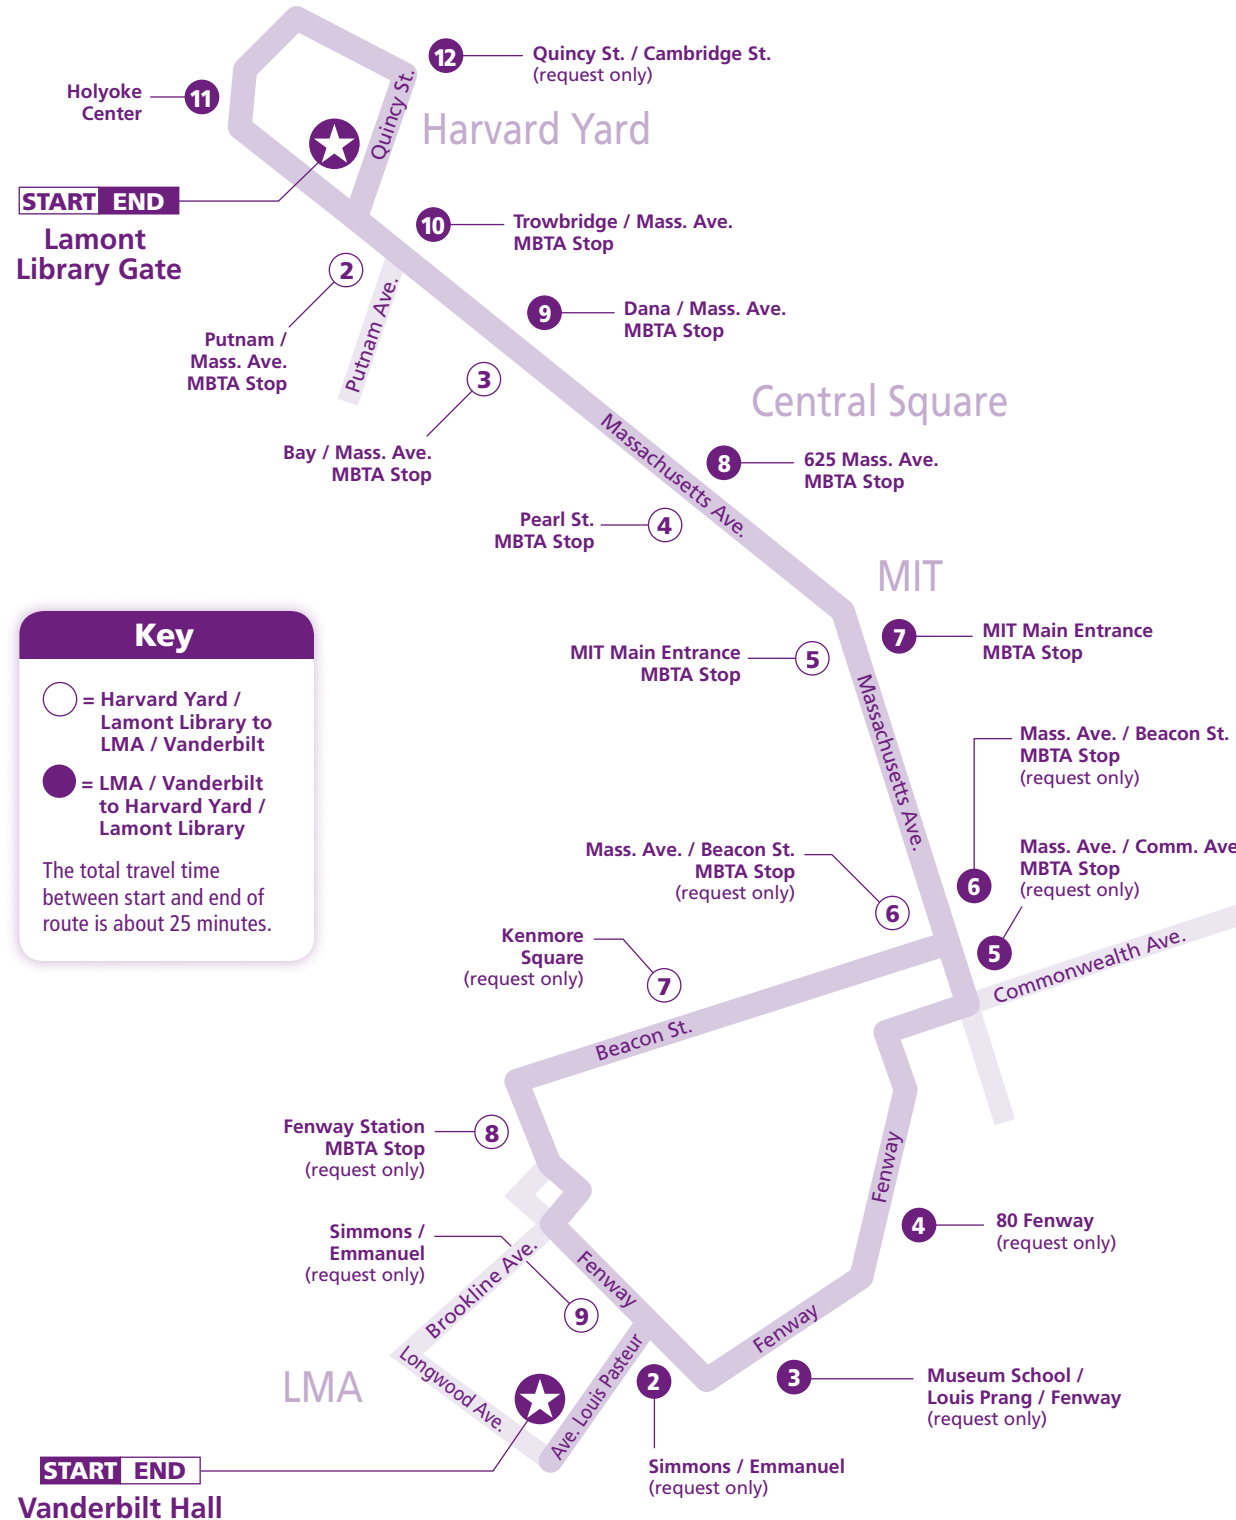 12
Quincy St. / Cambridge St.
(request only)
11
Holyoke
Center
Quincy St.
Harvard Yard
START END
Lamont
Library Gate
10
Trowbridge / Mass. Ave.
MBTA Stop
2
Putnam /
Mass. Ave.
MBTA Stop
Putnam Ave.
9
Dana / Mass. Ave.
MBTA Stop
3
Bay / Mass. Ave.
MBTA Stop
Central Square
Massachusetts Ave.
8
625 Mass. Ave.
MBTA Stop
4
Pearl St.
MBTA Stop
MIT
7
MIT Main Entrance
MBTA Stop
5
MIT Main Entrance
MBTA Stop
Key
= Harvard Yard /
Lamont Library to
LMA / Vanderbilt
= LMA / Vanderbilt
to Harvard Yard /
Lamont Library
The total travel time
between start and end of
route is about 25 minutes.
Massachusetts Ave.
Mass. Ave. / Beacon St.
MBTA Stop
(request only)
6
Mass. Ave. / Comm. Ave
MBTA Stop
(request only)
5
Mass. Ave. / Beacon St.
MBTA Stop
(request only)
6
Kenmore
Square
(request only)
7
Commonwealth Ave.
Beacon St.
Fenway Station
MBTA Stop
(request only)
8
Fenway
4
80 Fenway
(request only)
Simmons /
Emmanuel
(request only)
9
Brookline Ave.
Fenway
Fenway
Longwood Ave.
Ave. Louis Pasteur
LMA
2
3
Museum School /
Louis Prang / Fenway
(request only)
Simmons / Emmanuel
(request only)
START END
Vanderbilt Hall